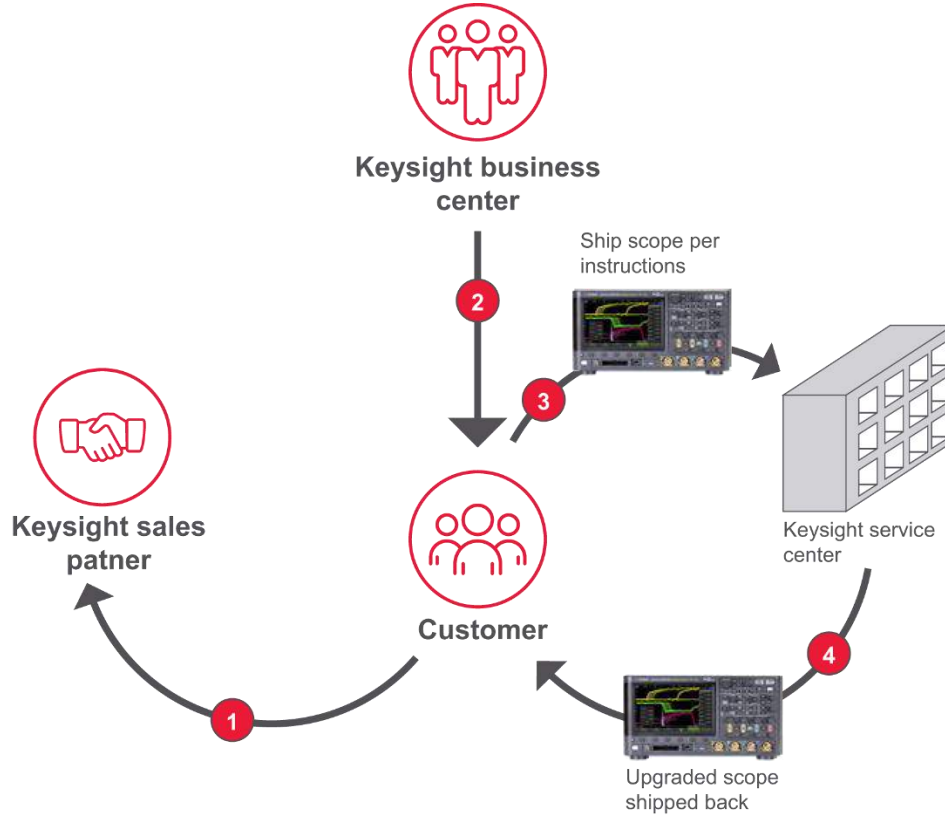 Keysight business
center
Ship scope per
instructions
2
3
Keysight sales
patner
Keysight service
center
Customer
4
1
Upgraded scope
shipped back